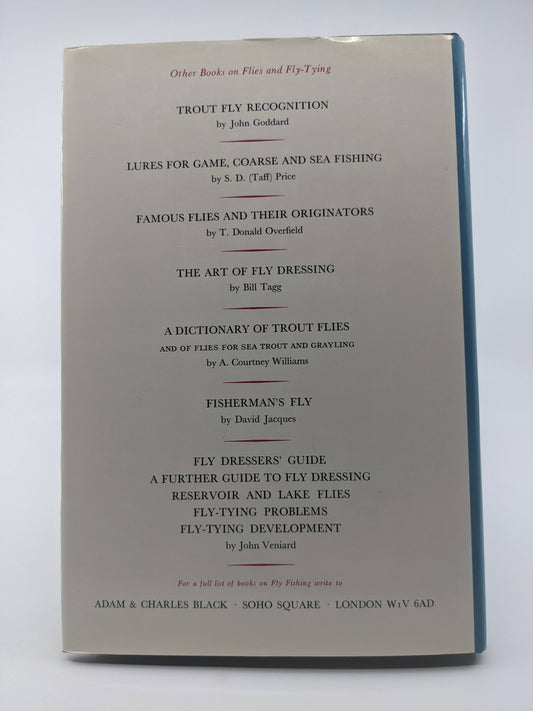 Other Books on Flies and Fly-Tying
TROUT FLY RECOGNITION
by John Goddard
LURES FOR GAME, COARSE AND SEA FISHING
by S. D. (Taff) Price
FAMOUS FLIES AND THEIR ORIGINATORS
by T. Donald Overfield
THE ART OF FLY DRESSING
by Bill Tagg
A DICTIONARY OF TROUT FLIES
AND OF FLIES FOR SEA TROUT AND GRAYLING
by A. Courtney Williams
FISHERMAN'S FLY
by David Jacques
FLY DRESSERS' GUIDE
A FURTHER GUIDE TO FLY DRESSING
RESERVOIR AND LAKE FLIES
FLY-TYING PROBLEMS
FLY-TYING DEVELOPMENT
by John Veniard
For a full list of books on Fly Fishing write to
ADAM & CHARLES BLACK · SOHO SQUARE · LONDON W1V 6AD